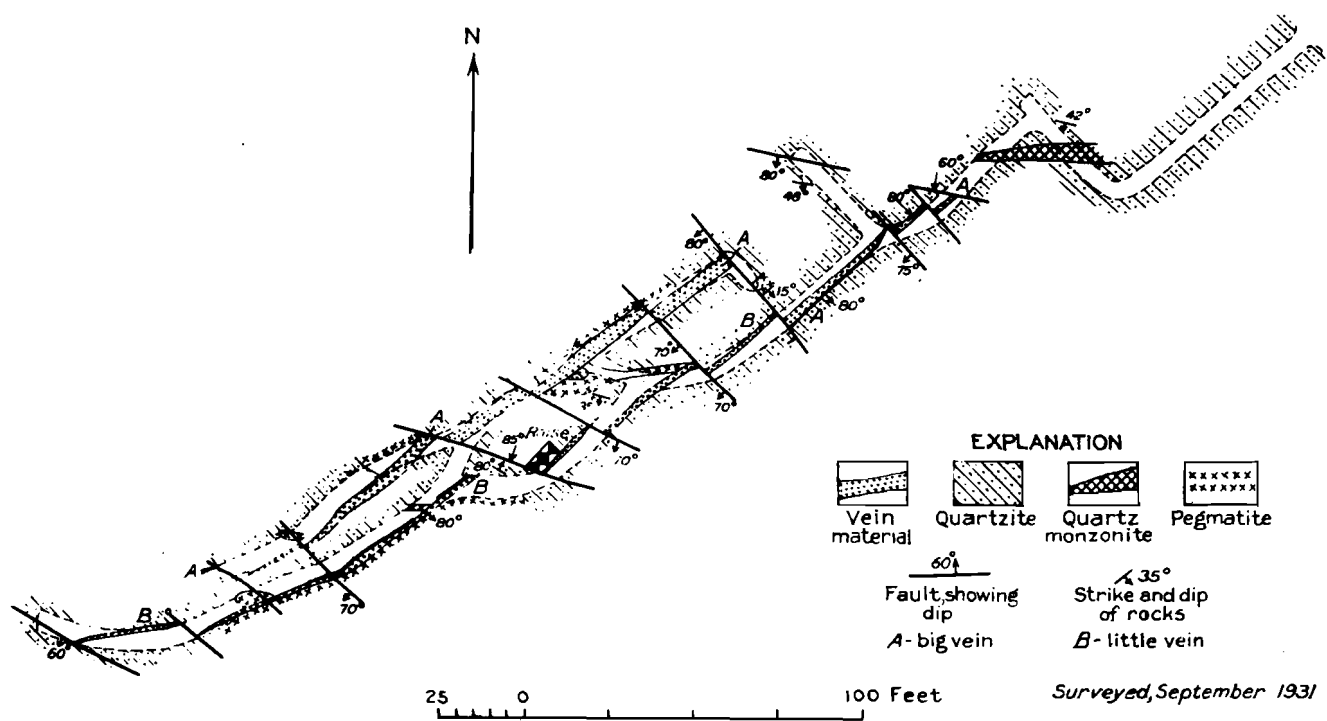 N
42°
60°
A
80°
80°
48°
75°
80°
A
15°
80°
A
B
70°
70°
70°
A
85°
80°
B
80°
A
70°
B
60°
EXPLANATION
Vein material
Quartzite
Quartz monzonite
Pegmatite
60°
Fault, showing dip
35°
Strike and dip of rocks
A - big vein
B - little vein
25 0 100 Feet
Surveyed, September 1931